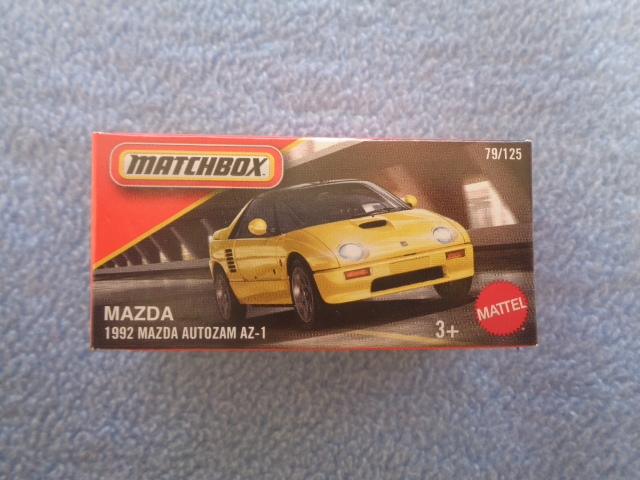 MATCHBOX
79/125
MAZDA
1992 MAZDA AUTOZAM AZ-1
3+
MATTEL